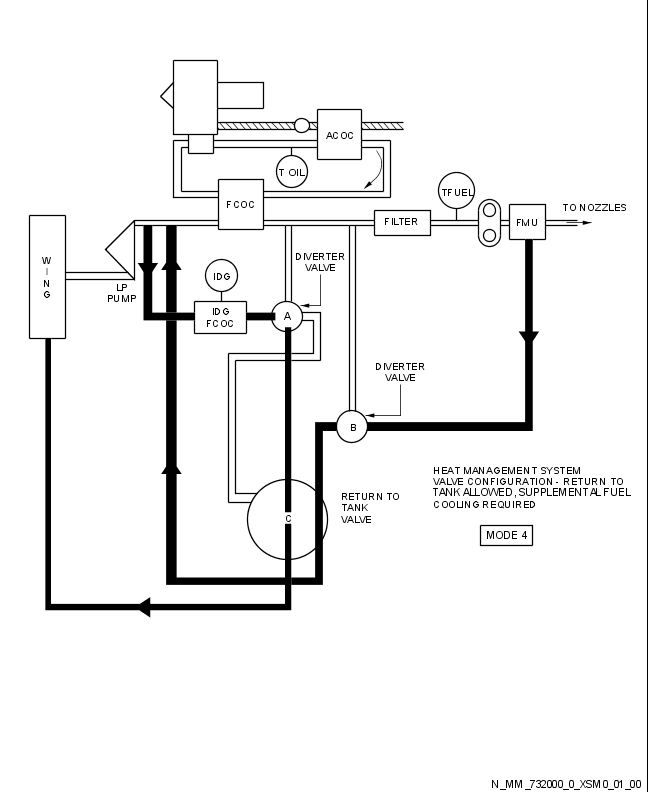 ACOC
T OIL
TFUEL
FCOC
FILTER
FMU
TO NOZZLES
WING
LP
PUMP
IDG
DIVERTER
VALVE
IDG
FCOC
A
DIVERTER
VALVE
B
HEAT MANAGEMENT SYSTEM
VALVE CONFIGURATION - RETURN TO
TANK ALLOWED, SUPPLEMENTAL FUEL
COOLING REQUIRED
RETURN TO
TANK
VALVE
C
MODE 4
N_MM_732000_0_XSM0_01_00